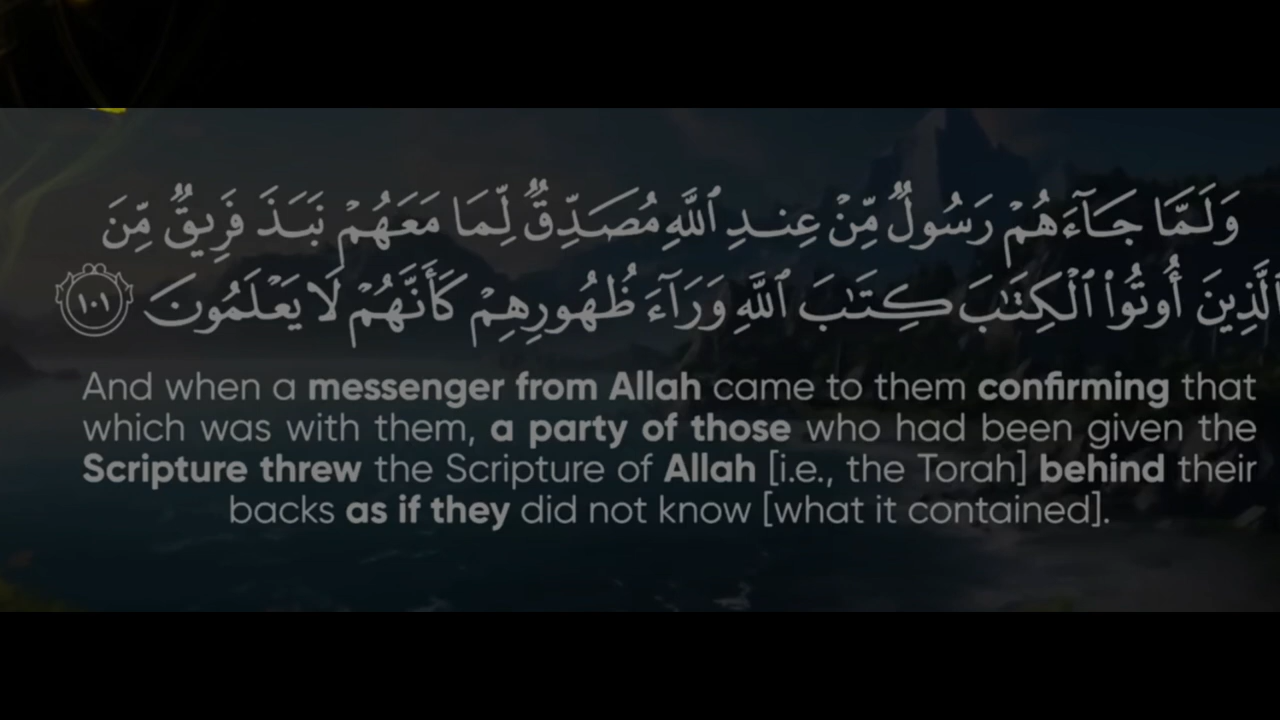 وَلَمَّا جَآءَهُمْ رَسُولٌ مِّنْ عِندِ ٱللَّهِ مُصَدِّقٌ لِّمَا مَعَهُمْ نَبَذَ فَرِيقٌ مِّنَ
ٱلَّذِينَ أُوتُوا۟ ٱلْكِتَٰبَ كِتَٰبَ ٱللَّهِ وَرَآءَ ظُهُورِهِمْ كَأَنَّهُمْ لَا يَعْلَمُونَ ١٠١
And when a messenger from Allah came to them confirming that
which was with them, a party of those who had been given the
Scripture threw the Scripture of Allah [i.e., the Torah] behind their
backs as if they did not know [what it contained].